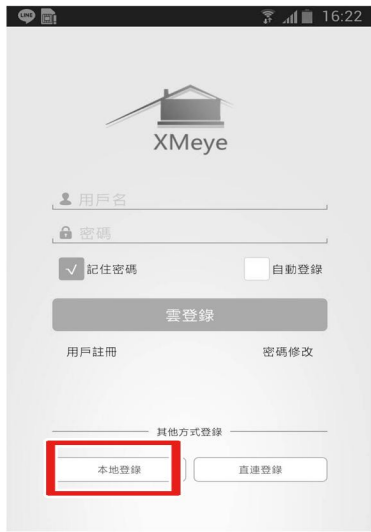 LINE
16:22
XMeye
用戶名
密碼
記住密碼
自動登錄
雲登錄
用戶註冊
密碼修改
其他方式登錄
本地登錄
直連登錄